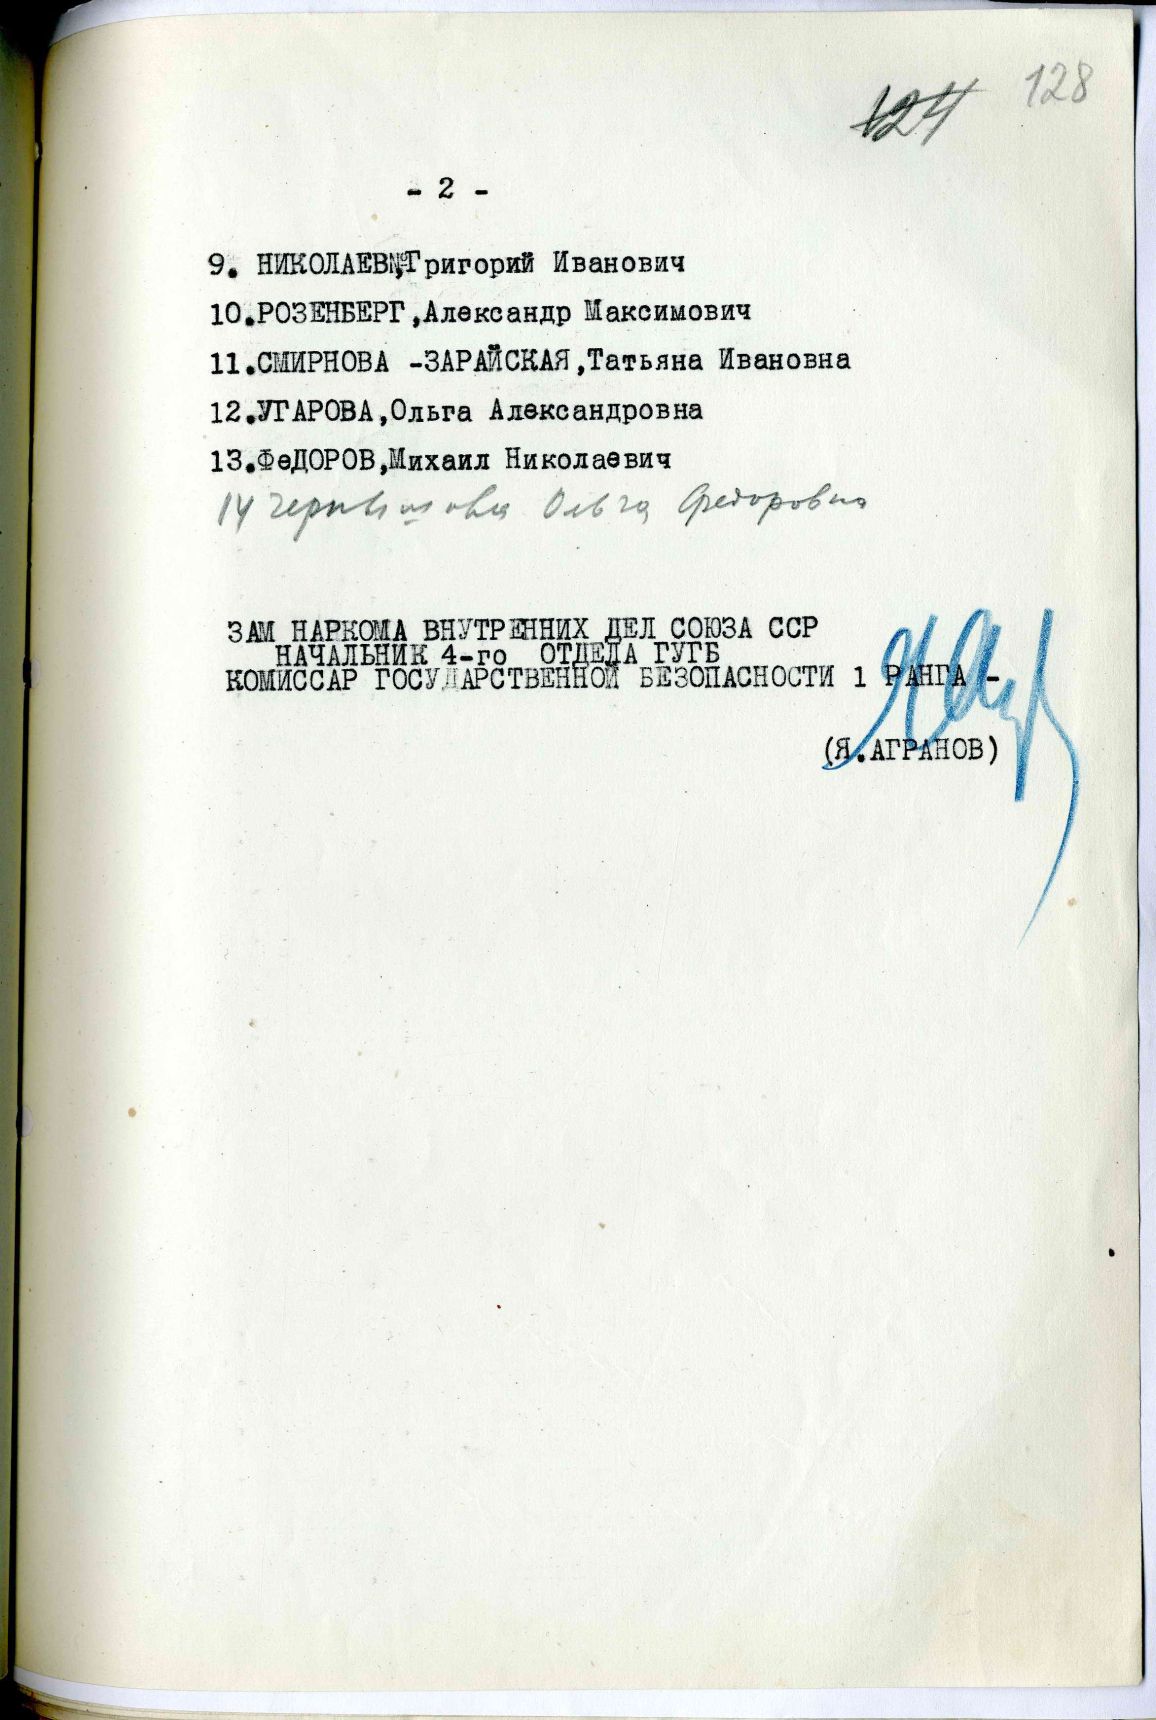 124 128
- 2 -
9. НИКОЛАЕВ, Григорий Иванович
10.РОЗЕНБЕРГ,Александр Максимович
11.СМИРНОВА -ЗАРАЙСКАЯ,Татьяна Ивановна
12.УГАРОВА,Ольга Александровна
13.ФеДОРОВ,Михаил Николаевич
14 Ольга Федоровна
ЗАМ НАРКОМА ВНУТРЕННИХ ДЕЛ СОЮЗА ССР
НАЧАЛЬНИК 4-го ОТДЕЛА ГУГБ
КОМИССАР ГОСУДАРСТВЕННОЙ БЕЗОПАСНОСТИ 1 РАНГА -
(Я.АГРАНОВ)